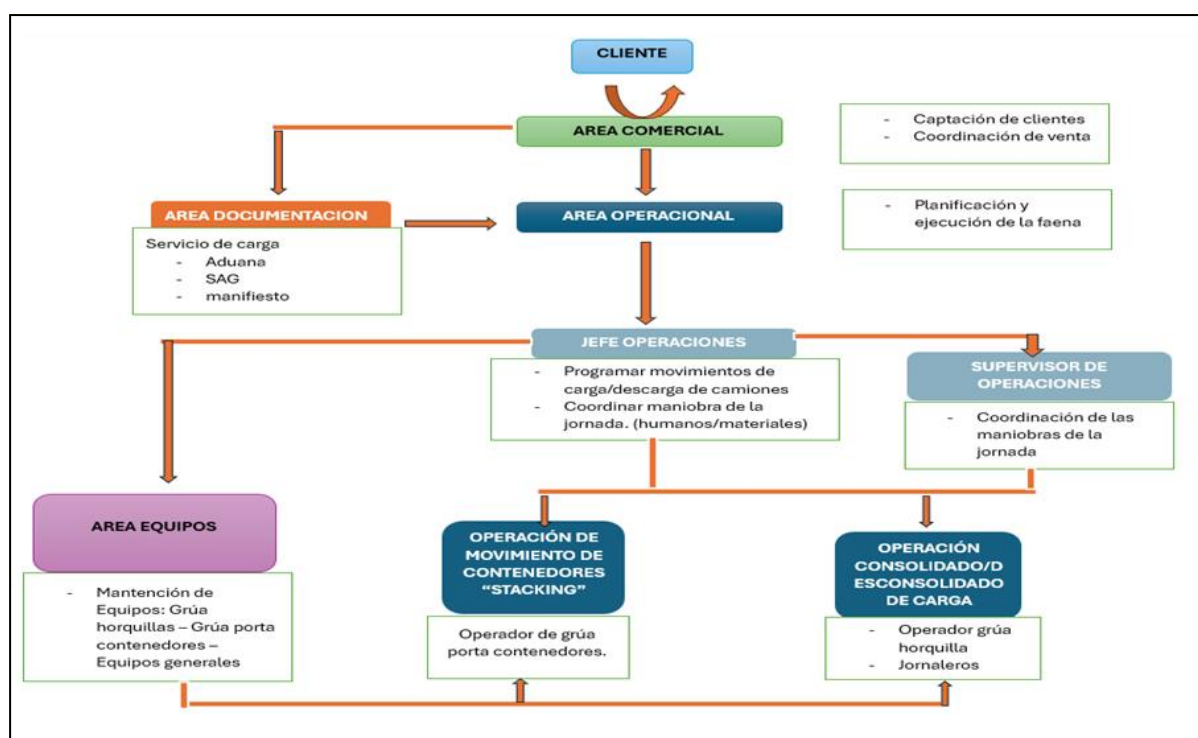 CLIENTE
AREA COMERCIAL
- Captación de clientes
- Coordinación de venta
AREA DOCUMENTACION
Servicio de carga
- Aduana
- SAG
- manifiesto
AREA OPERACIONAL
- Planificación y
ejecución de la faena
JEFE OPERACIONES
- Programar movimientos de
carga/descarga de camiones
- Coordinar maniobra de la
jornada. (humanos/materiales)
SUPERVISOR DE
OPERACIONES
- Coordinación de las
maniobras de la
jornada
AREA EQUIPOS
- Mantención de
Equipos: Grúa
horquillas – Grúa porta
contenedores –
Equipos generales
OPERACIÓN DE
MOVIMIENTO DE
CONTENEDORES
“STACKING”
Operador de grúa
porta contenedores.
OPERACIÓN
CONSOLIDADO/D
ESCONSOLIDADO
DE CARGA
- Operador grúa
horquilla
- Jornaleros